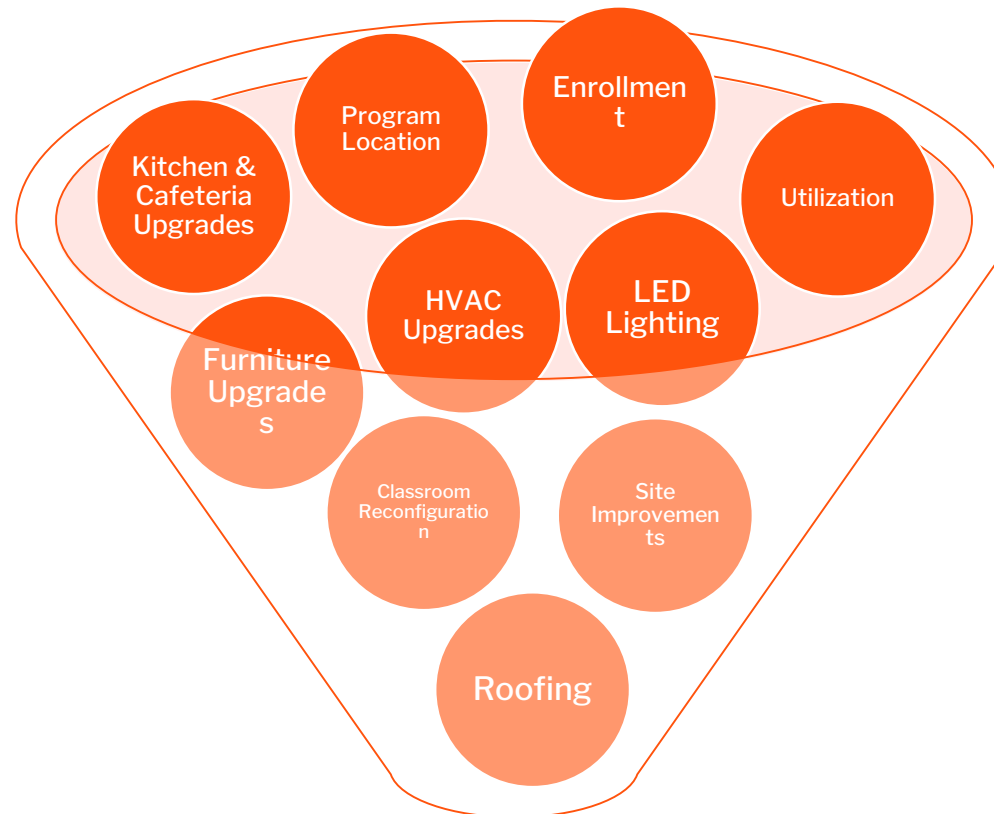 Enrollmen
t
Program
Location
Kitchen &
Cafeteria
Upgrades
Utilization
HVAC
Upgrades
LED
Lighting
Furniture
Upgrade
s
Classroom
Reconfiguratio
n
Site
Improvemen
ts
Roofing